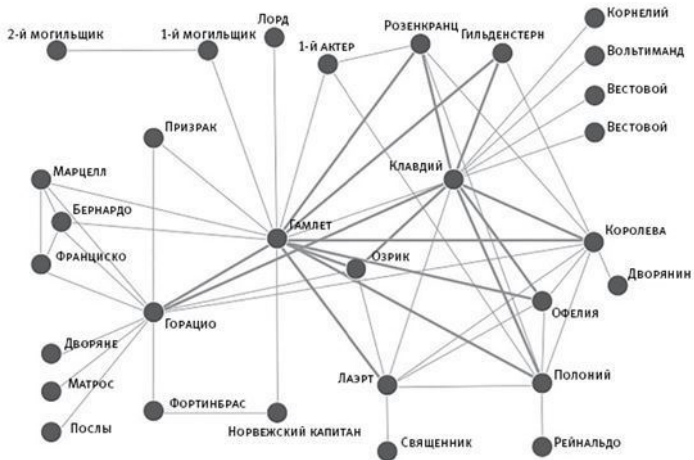 Лорд
Корнелий
2-й могильщик
1-й могильщик
1-й актер
Розенкранц
Гильденстерн
Вольтиманд
Вестовой
Призрак
Вестовой
Марцелл
Клавдий
Бернардо
Гамлет
Королева
Франциско
Озрик
Дворянин
Горацио
Офелия
Дворяне
Матрос
Лаэрт
Полоний
Фортинбрас
Послы
Норвежский капитан
Священник
Рейнальдо